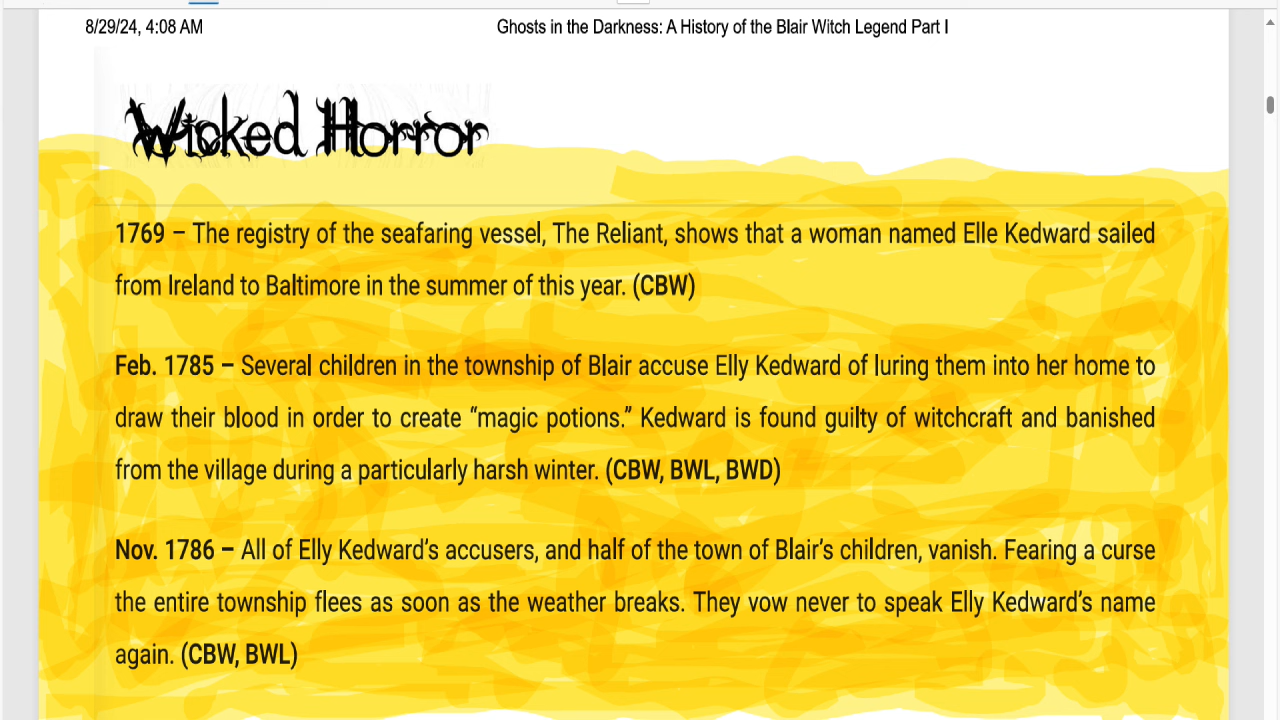 8/29/24, 4:08 AM
Ghosts in the Darkness: A History of the Blair Witch Legend Part I
Wicked Horror
1769 – The registry of the seafaring vessel, The Reliant, shows that a woman named Elle Kedward sailed
from Ireland to Baltimore in the summer of this year. (CBW)
Feb. 1785 – Several children in the township of Blair accuse Elly Kedward of luring them into her home to
draw their blood in order to create “magic potions.” Kedward is found guilty of witchcraft and banished
from the village during a particularly harsh winter. (CBW, BWL, BWD)
Nov. 1786 – All of Elly Kedward’s accusers, and half of the town of Blair’s children, vanish. Fearing a curse
the entire township flees as soon as the weather breaks. They vow never to speak Elly Kedward’s name
again. (CBW, BWL)